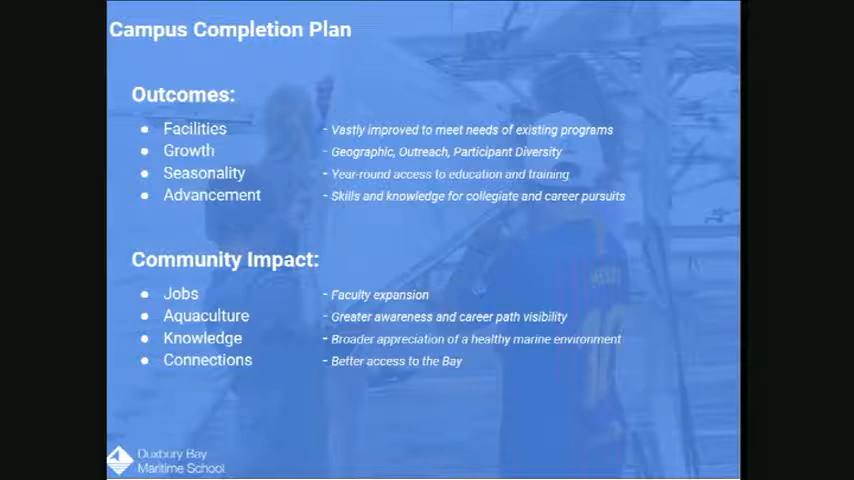 Campus Completion Plan
Outcomes:
● Facilities - Vastly improved to meet needs of existing programs
● Growth - Geographic, Outreach, Participant Diversity
● Seasonality - Year-round access to education and training
● Advancement - Skills and knowledge for collegiate and career pursuits
Community Impact:
● Jobs - Faculty expansion
● Aquaculture - Greater awareness and career path visibility
● Knowledge - Broader appreciation of a healthy marine environment
● Connections - Better access to the Bay
Duxbury Bay
Maritime School